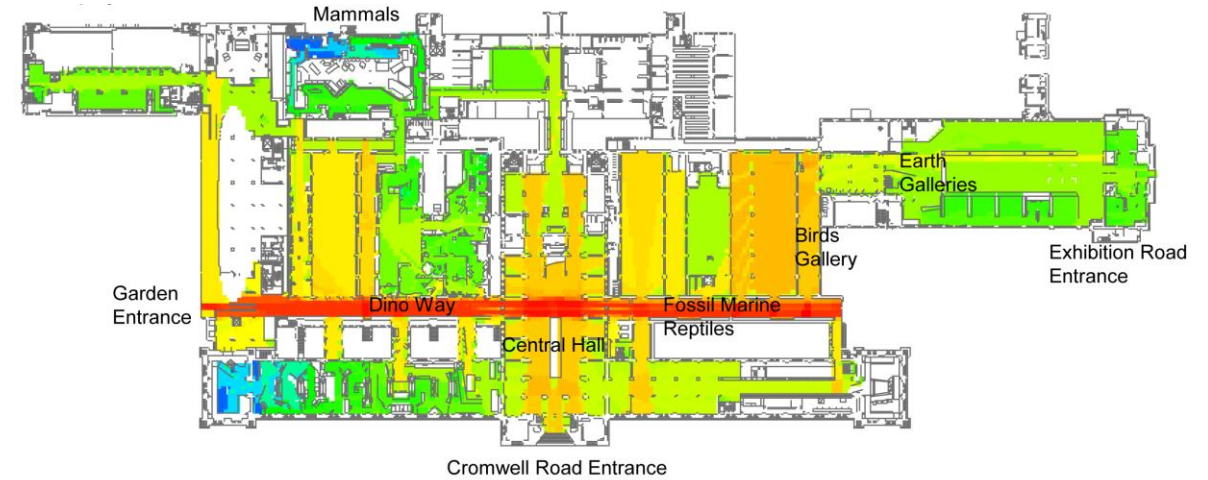 Mammals
Earth
Galleries
Birds
Gallery
Exhibition Road
Entrance
Garden
Entrance
Dino Way
Fossil Marine
Reptiles
Central Hall
Cromwell Road Entrance